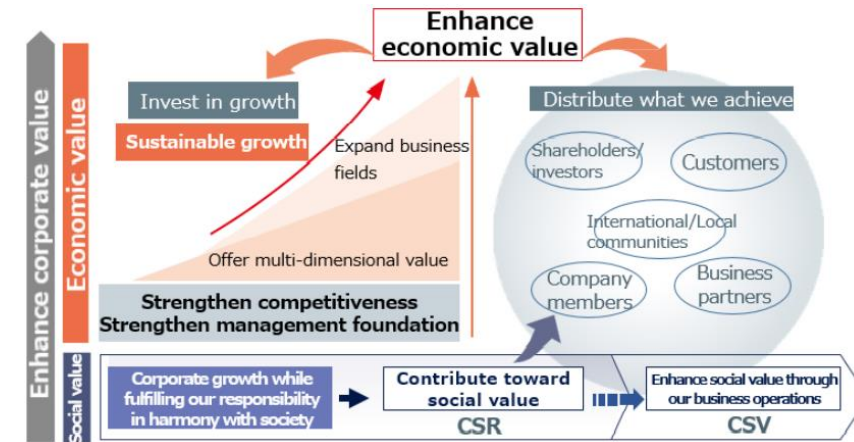 Enhance
economic value
Enhance corporate value
Economic value
Invest in growth
Sustainable growth
Expand business
fields
Offer multi-dimensional value
Strengthen competitiveness
Strengthen management foundation
Distribute what we achieve
Shareholders/
investors
Customers
International/Local
communities
Company
members
Business
partners
Social value
Corporate growth while
fulfilling our responsibility
in harmony with society
Contribute toward
social value
CSR
Enhance social value through
our business operations
CSV